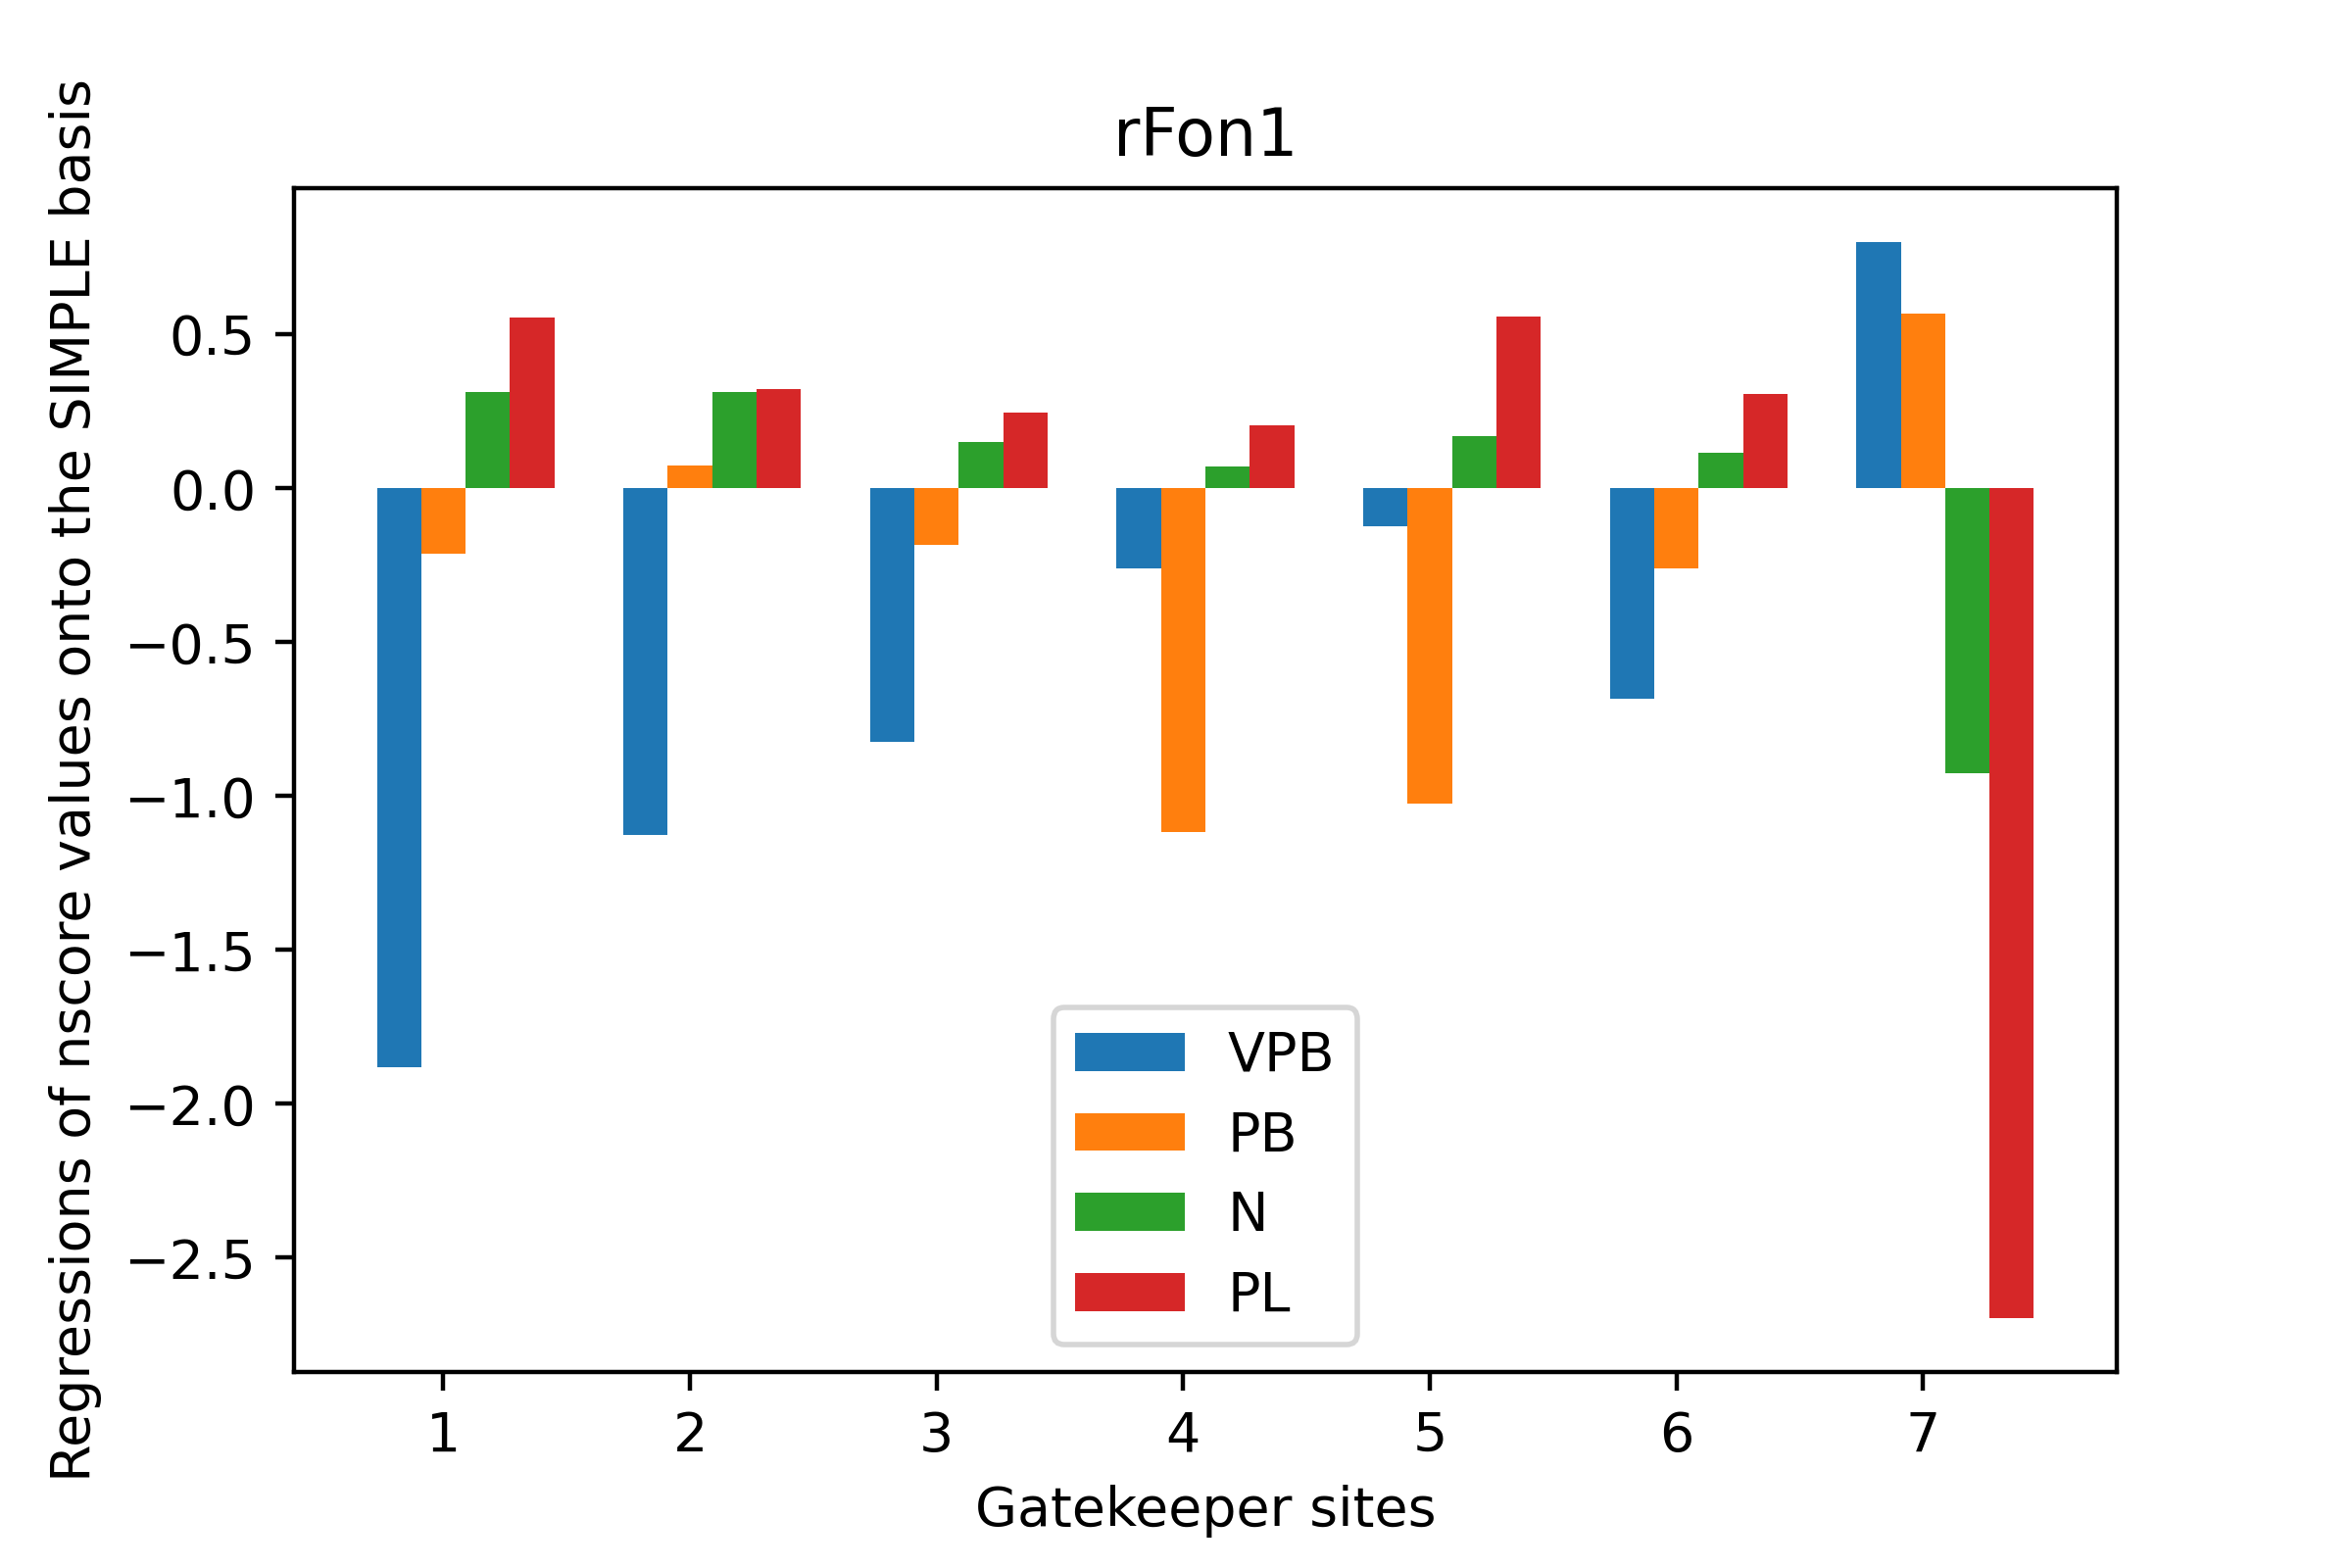 rFon1
Regressions of nscore values onto the SIMPLE basis
0.5
0.0
−0.5
−1.0
−1.5
−2.0
−2.5
VPB
PB
N
PL
1 2 3 4 5 6 7
Gatekeeper sites